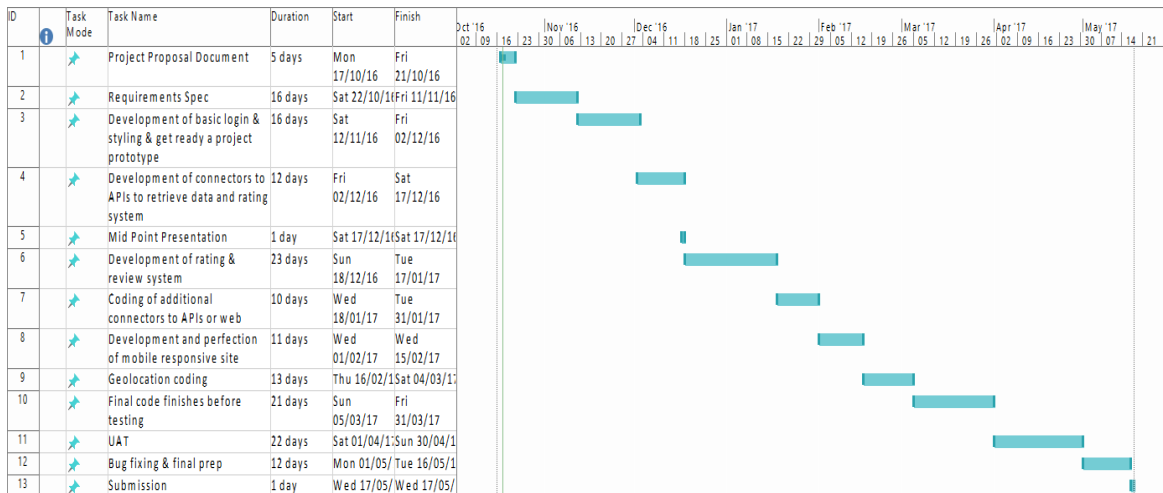 ID Task Mode Task Name Duration Start Finish
Oct '16 Nov '16 Dec '16 Jan '17 Feb '17 Mar '17 Apr '17 May '17
02 09 16 23 30 06 13 20 27 04 11 18 25 01 08 15 22 29 05 12 19 26 05 12 19 26 02 09 16 23 30 07 14 21
1 Project Proposal Document 5 days Mon Fri
17/10/16 21/10/16
2 Requirements Spec 16 days Sat 22/10/16 Fri 11/11/16
3 Development of basic login & 16 days Sat Fri
styling & get ready a project 12/11/16 02/12/16
prototype
4 Development of connectors to 12 days Fri Sat
APIs to retrieve data and rating 02/12/16 17/12/16
system
5 Mid Point Presentation 1 day Sat 17/12/16 Sat 17/12/16
6 Development of rating & 23 days Sun Tue
review system 18/12/16 17/01/17
7 Coding of additional 10 days Wed Tue
connectors to APIs or web 18/01/17 31/01/17
8 Development and perfection 11 days Wed Wed
of mobile responsive site 01/02/17 15/02/17
9 Geolocation coding 13 days Thu 16/02/1 Sat 04/03/1
10 Final code finishes before 21 days Sun Fri
testing 05/03/17 31/03/17
11 UAT 22 days Sat 01/04/1 Sun 30/04/1
12 Bug fixing & final prep 12 days Mon 01/05/ Tue 16/05/1
13 Submission 1 day Wed 17/05/ Wed 17/05/